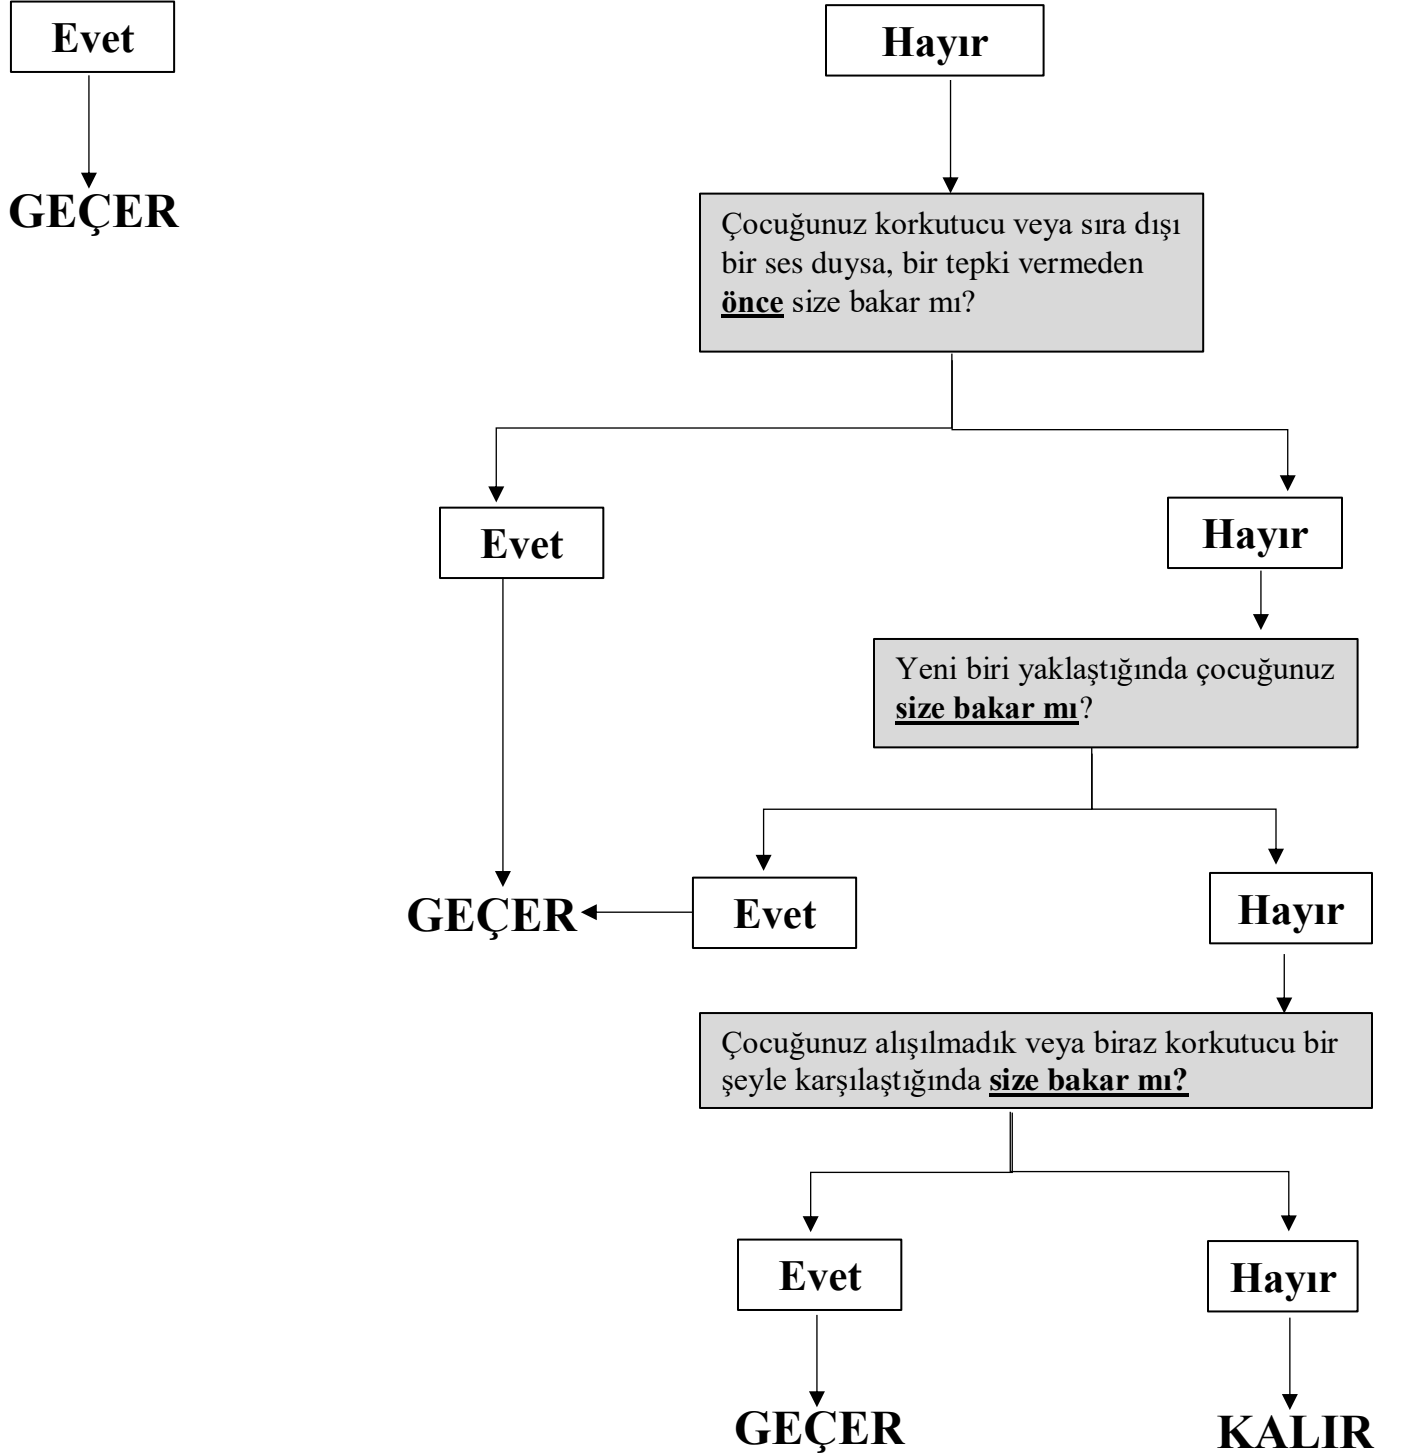 Evet
Hayır
GEÇER
Çocuğunuz korkutucu veya sıra dışı
bir ses duysa, bir tepki vermeden
önce size bakar mı?
Evet
Hayır
Yeni biri yaklaştığında çocuğunuz
size bakar mı?
GEÇER
Evet
Hayır
Çocuğunuz alışılmadık veya biraz korkutucu bir
şeyle karşılaştığında size bakar mı?
Evet
Hayır
GEÇER
KALIR